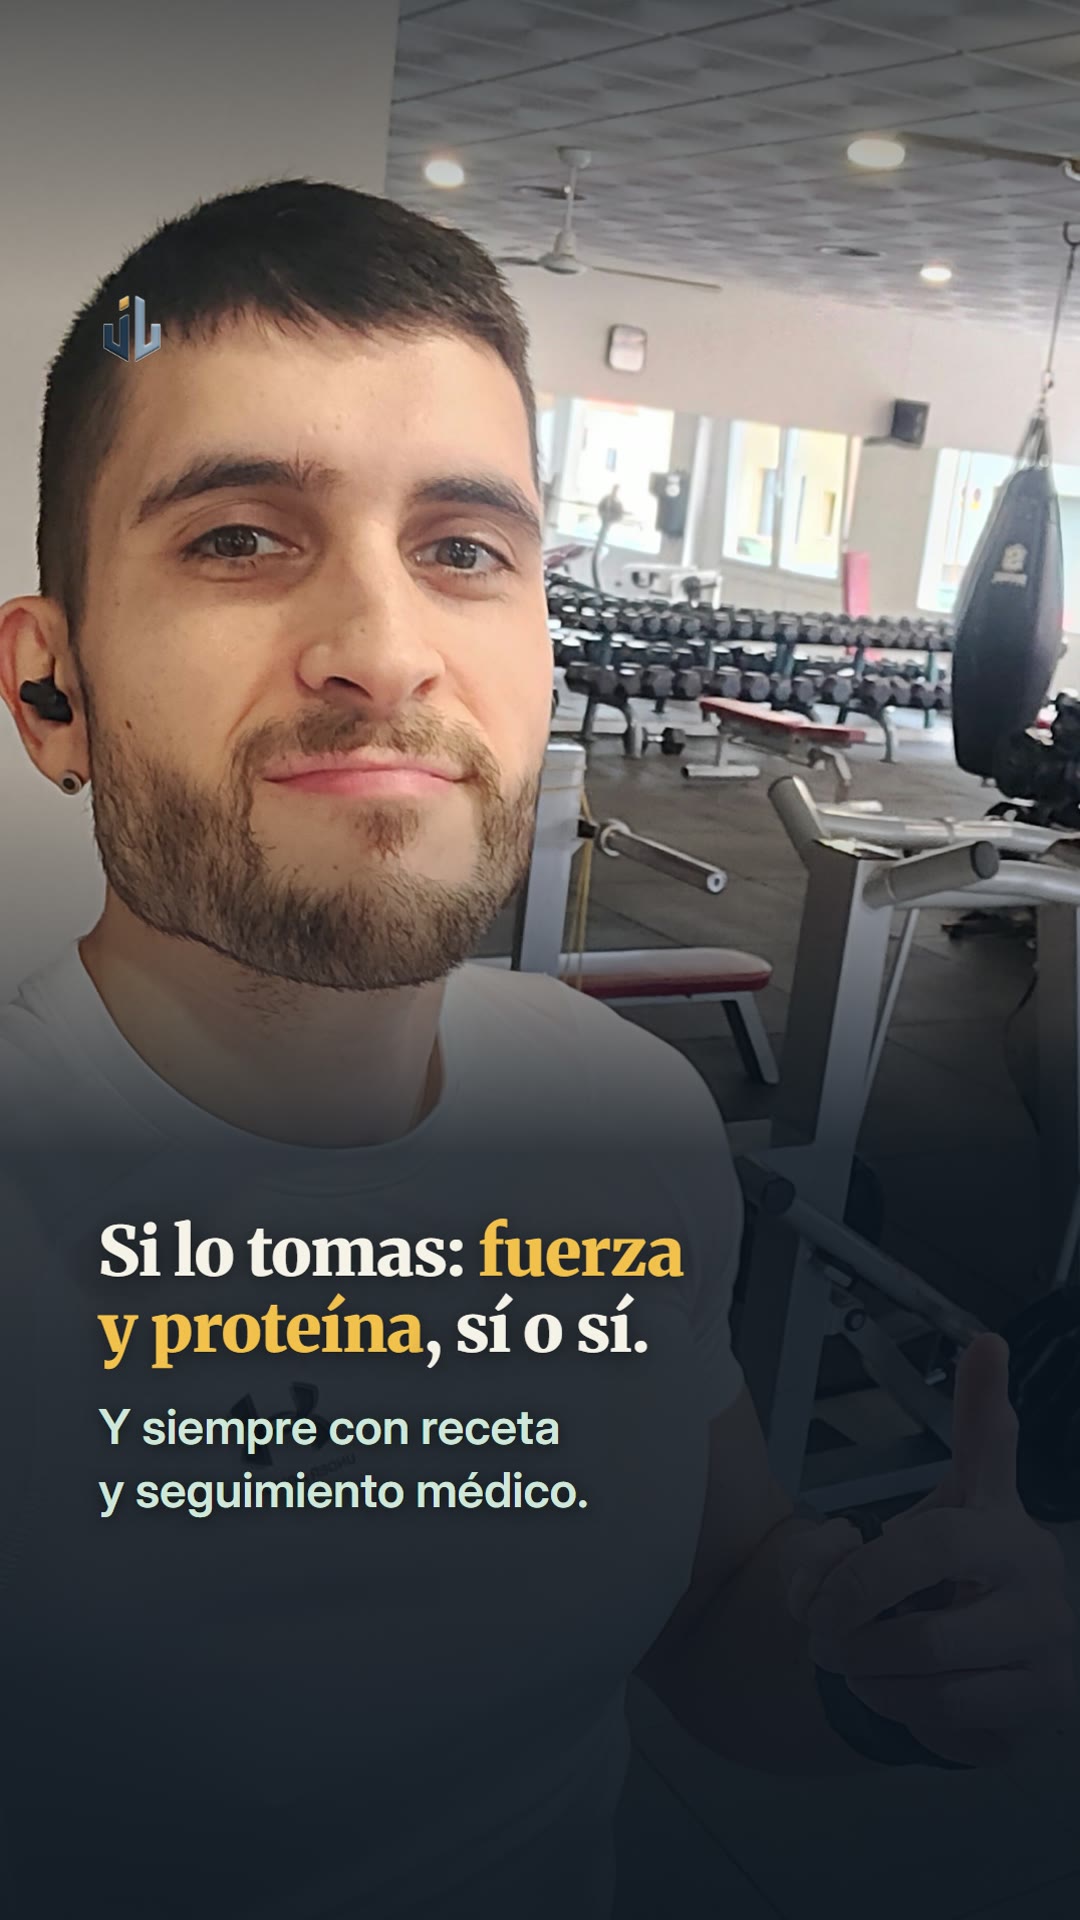 Si lo tomas: fuerza
y proteína, sí o sí.
Y siempre con receta
y seguimiento médico.